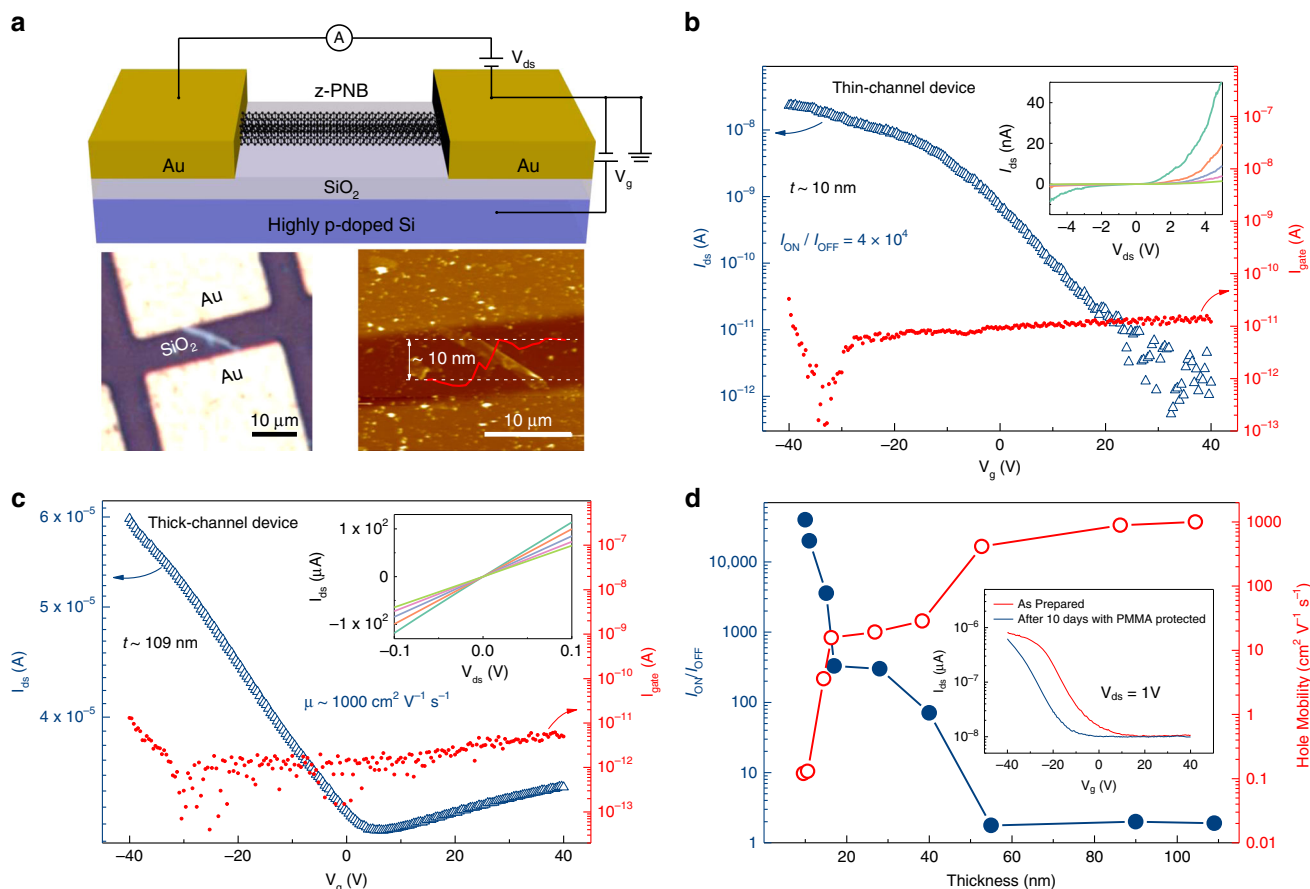 a
A
V_ds
z-PNB
Au
Au
V_g
SiO₂
Highly p-doped Si
Au
SiO₂
Au
10 μm
~ 10 nm
10 μm
b
Thin-channel device
t ~ 10 nm
I_ON / I_OFF = 4 × 10⁴
10⁻⁸
10⁻⁹
10⁻¹⁰
10⁻¹¹
10⁻¹²
I_ds (A)
−40
−20
0
20
40
V_g (V)
10⁻⁷
10⁻⁸
10⁻⁹
10⁻¹⁰
10⁻¹¹
10⁻¹²
10⁻¹³
I_gate (A)
40
20
0
I_ds (nA)
−4
−2
0
2
4
V_ds (V)
c
Thick-channel device
t ~ 109 nm
μ ~ 1000 cm² V⁻¹ s⁻¹
6 x 10⁻⁵
5 x 10⁻⁵
4 x 10⁻⁵
I_ds (A)
−40
−20
0
20
40
V_g (V)
10⁻⁷
10⁻⁸
10⁻⁹
10⁻¹⁰
10⁻¹¹
10⁻¹²
10⁻¹³
I_gate (A)
1 x 10²
0
−1 x 10²
I_ds (μA)
−0.1
0.0
0.1
V_ds (V)
d
10,000
1000
100
10
1
I_ON/I_OFF
20
40
60
80
100
Thickness (nm)
1000
100
10
1
0.1
0.01
Hole Mobility (cm² V⁻¹ s⁻¹)
As Prepared
After 10 days with PMMA protected
10⁻⁶
10⁻⁷
10⁻⁸
I_ds (μA)
V_ds = 1V
−40
−30
−20
−10
0
10
20
30
40
V_g (V)